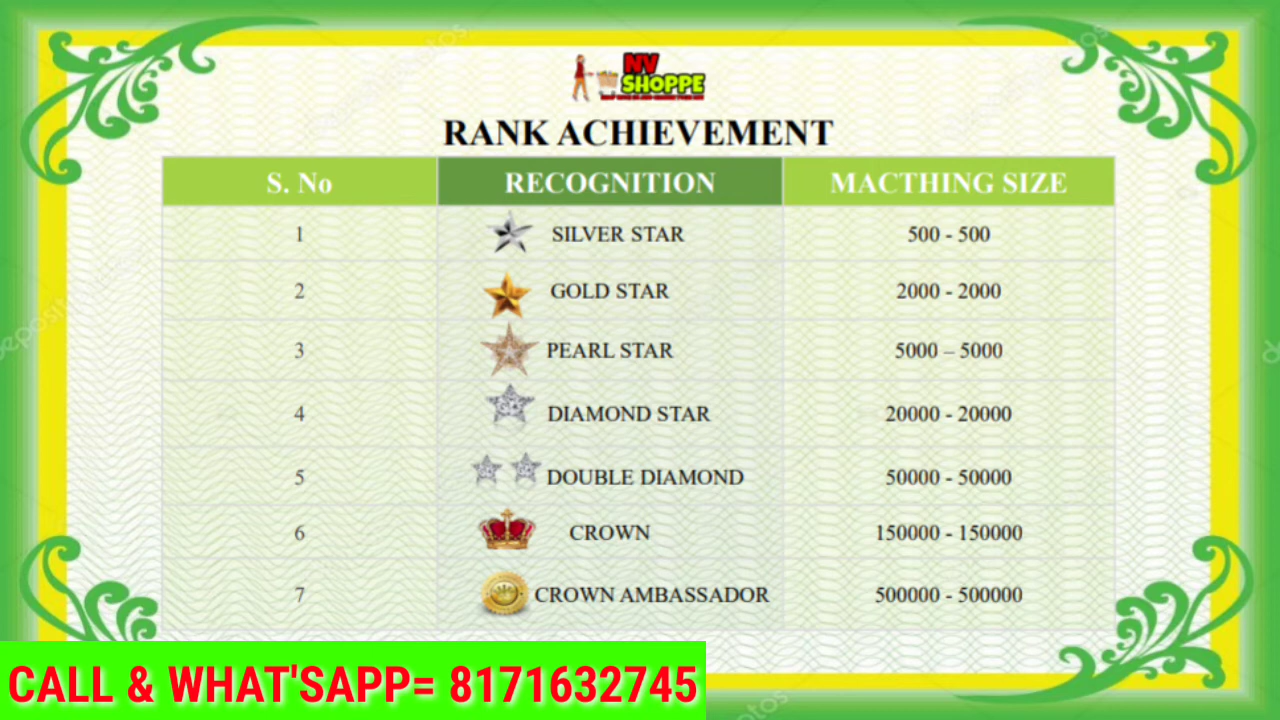 NV
SHOPPE
RANK ACHIEVEMENT
S. No RECOGNITION MACTHING SIZE
1 SILVER STAR 500 - 500
2 GOLD STAR 2000 - 2000
3 PEARL STAR 5000 – 5000
4 DIAMOND STAR 20000 - 20000
5 DOUBLE DIAMOND 50000 - 50000
6 CROWN 150000 - 150000
7 CROWN AMBASSADOR 500000 - 500000
CALL & WHAT'SAPP= 8171632745